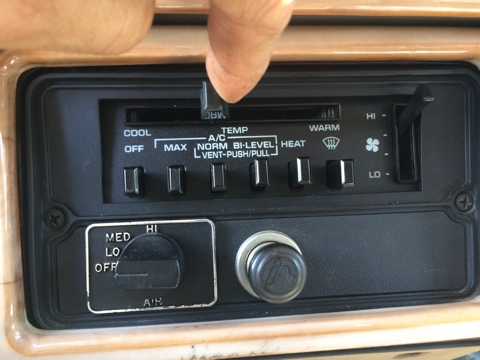 COOL TEMP WARM
A/C
OFF MAX NORM BI-LEVEL HEAT
VENT-PUSH/PULL
HI
LO
HI
MED
LO
OFF
AIR